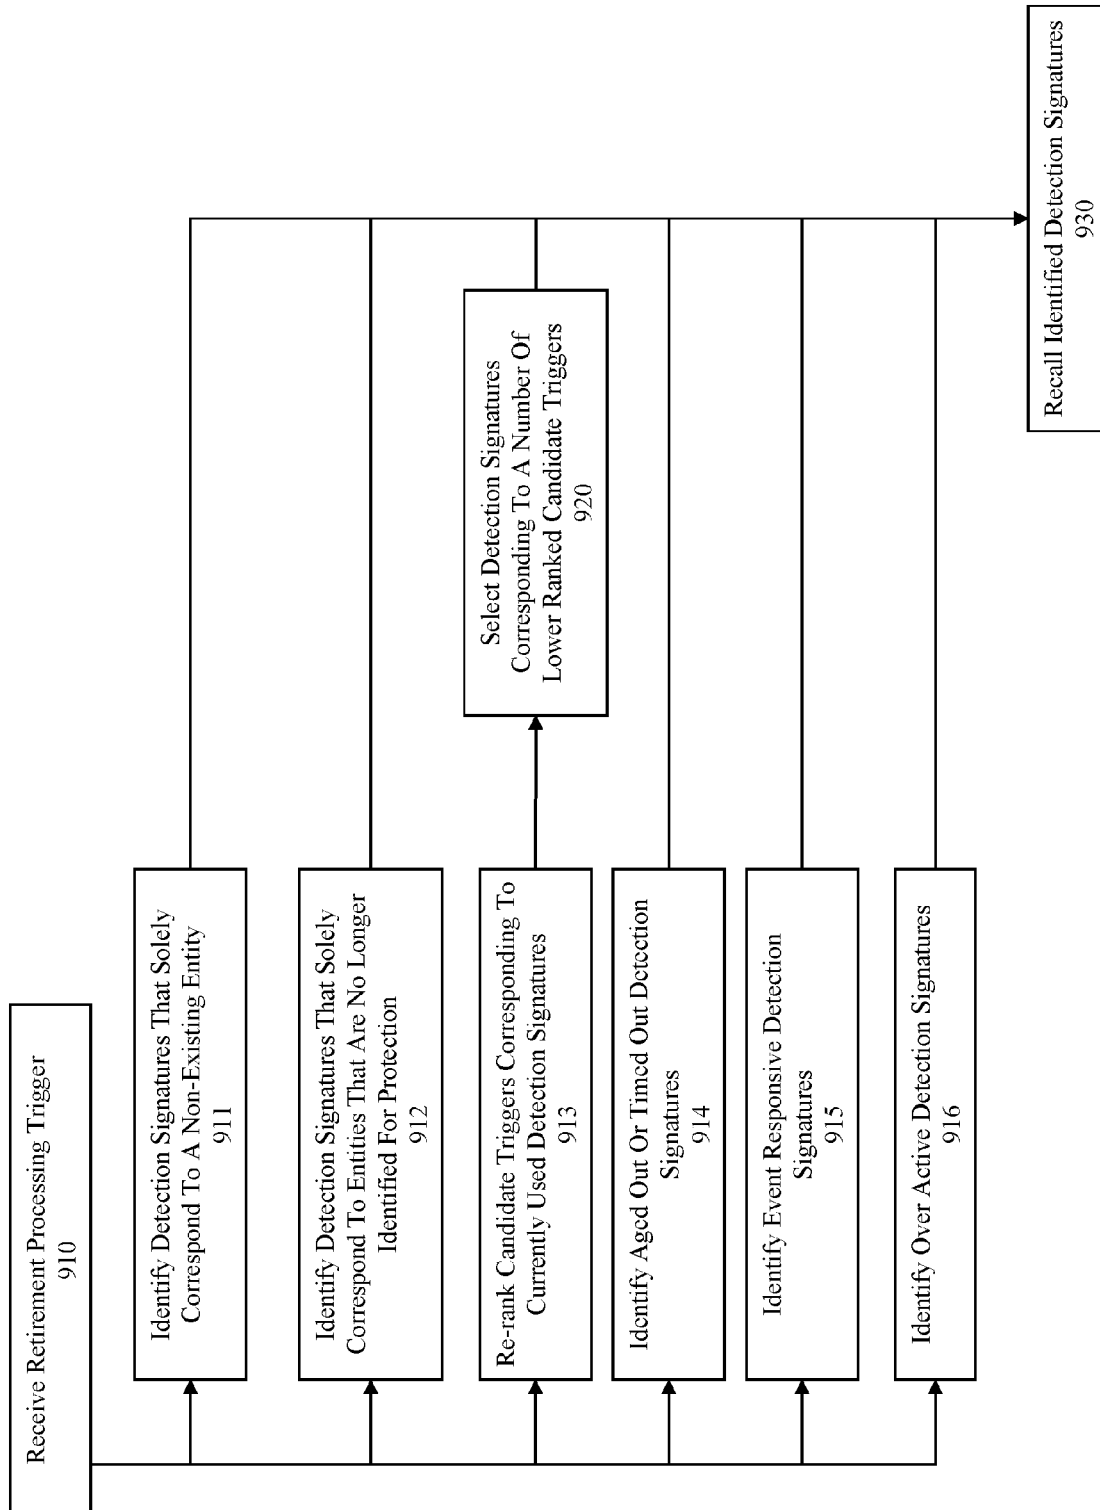 Receive Retirement Processing Trigger
910
Identify Detection Signatures That Solely
Correspond To A Non-Existing Entity
911
Identify Detection Signatures That Solely
Correspond To Entities That Are No Longer
Identified For Protection
912
Re-rank Candidate Triggers Corresponding To
Currently Used Detection Signatures
913
Select Detection Signatures
Corresponding To A Number Of
Lower Ranked Candidate Triggers
920
Identify Aged Out Or Timed Out Detection
Signatures
914
Identify Event Responsive Detection
Signatures
915
Identify Over Active Detection Signatures
916
Recall Identified Detection Signatures
930